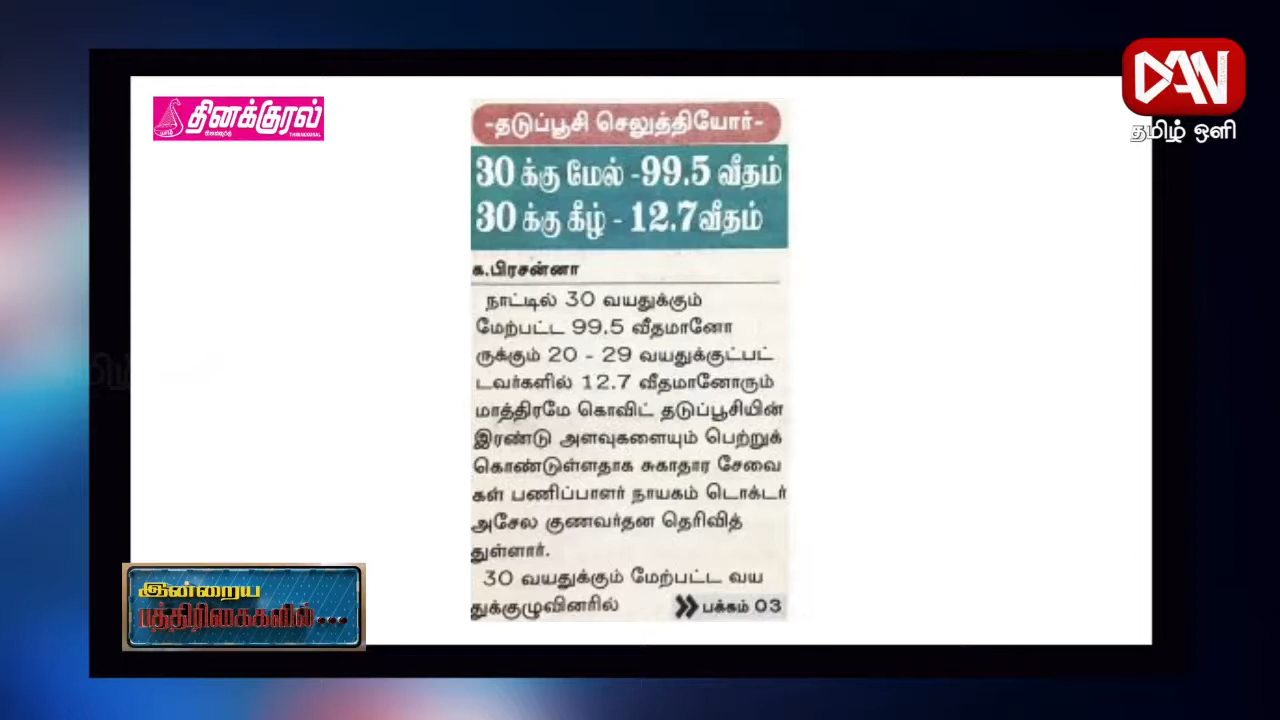 தினக்குரல்
THINAKKURAL
DAN
தமிழ் ஒளி
-தடுப்பூசி செலுத்தியோர்-
30 க்கு மேல் -99.5 வீதம்
30 க்கு கீழ் - 12.7வீதம்
க.பிரசன்னா
நாட்டில் 30 வயதுக்கும்
மேற்பட்ட 99.5 வீதமானோ
ருக்கும் 20 - 29 வயதுக்குட்பட்
டவர்களில் 12.7 வீதமானோரும்
மாத்திரமே கொவிட் தடுப்பூசியின்
இரண்டு அளவுகளையும் பெற்றுக்
கொண்டுள்ளதாக சுகாதார சேவை
கள் பணிப்பாளர் நாயகம் டொக்டர்
அசேல குணவர்தன தெரிவித்
துள்ளார்.
30 வயதுக்கும் மேற்பட்ட வய
துக்குழுவினரில் பக்கம் 03
இன்றைய
பத்திரிகைகளில்...